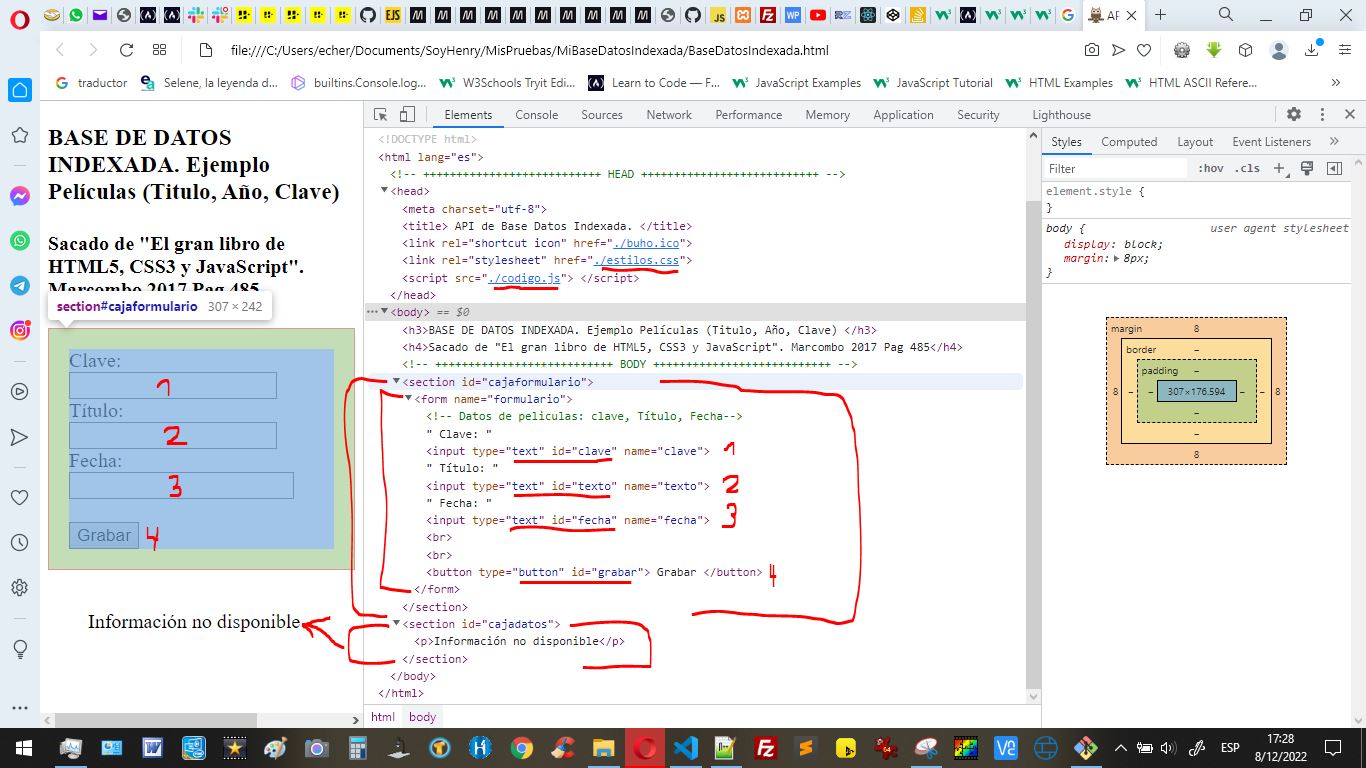 file:///C:/Users/echer/Documents/SoyHenry/MisPruebas/MiBaseDatosIndexada/BaseDatosIndexada.html
traductor
Selene, la leyenda d...
builtins.Console.log...
W3Schools Tryit Edi...
Learn to Code — F...
JavaScript Examples
JavaScript Tutorial
HTML Examples
HTML ASCII Refere...
BASE DE DATOS
INDEXADA. Ejemplo
Películas (Titulo, Año, Clave)
Sacado de "El gran libro de
HTML5, CSS3 y JavaScript".
Marcombo 2017 Pag 485
section#cajaformulario 307 × 242
Clave:
1
Título:
2
Fecha:
3
Grabar 4
Información no disponible
Elements Console Sources Network Performance Memory Application Security Lighthouse
<!DOCTYPE html>
<html lang="es">
<!-- +++++++++++++++++++++++++++ HEAD +++++++++++++++++++++++++++ -->
<head>
<meta charset="utf-8">
<title> API de Base Datos Indexada. </title>
<link rel="shortcut icon" href="./buho.ico">
<link rel="stylesheet" href="./estilos.css">
<script src="./codigo.js"> </script>
</head>
<body> == $0
<h3>BASE DE DATOS INDEXADA. Ejemplo Películas (Titulo, Año, Clave) </h3>
<h4>Sacado de "El gran libro de HTML5, CSS3 y JavaScript". Marcombo 2017 Pag 485</h4>
<!-- +++++++++++++++++++++++++++ BODY +++++++++++++++++++++++++++ -->
<section id="cajaformulario">
<form name="formulario">
<!-- Datos de peliculas: clave, Título, Fecha-->
" Clave: "
<input type="text" id="clave" name="clave"> 1
" Título: "
<input type="text" id="texto" name="texto"> 2
" Fecha: "
<input type="text" id="fecha" name="fecha"> 3
<br>
<br>
<button type="button" id="grabar"> Grabar </button> 4
</form>
</section>
<section id="cajadatos">
<p>Información no disponible</p>
</section>
</body>
</html>
html body
Styles Computed Layout Event Listeners
Filter :hov .cls
element.style {
}
body { user agent stylesheet
display: block;
margin: 8px;
}
margin 8
border –
padding –
8 – – 307×176.594 – – 8
–
–
8
ESP
17:28
8/12/2022